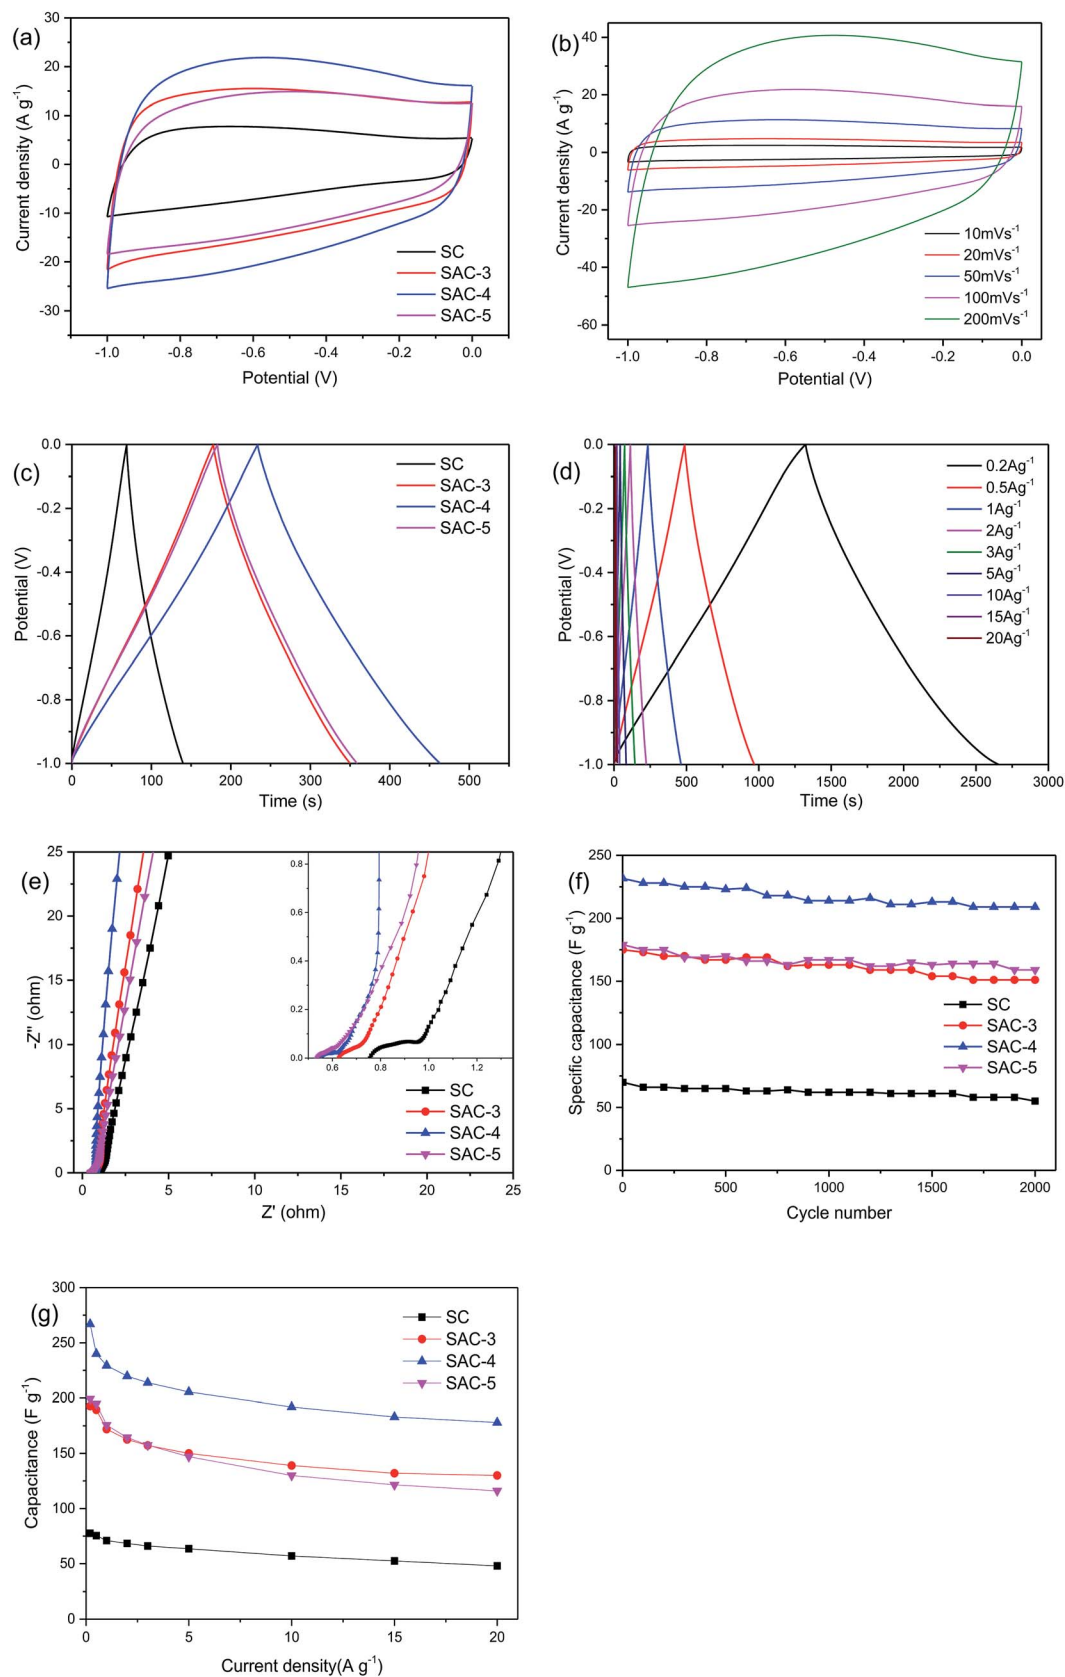 (a)
30
20
10
0
-10
-20
-30
Current density (A g⁻¹)
SC
SAC-3
SAC-4
SAC-5
-1.0 -0.8 -0.6 -0.4 -0.2 0.0
Potential (V)
(b)
40
20
0
-20
-40
-60
Current density (A g⁻¹)
10mVs⁻¹
20mVs⁻¹
50mVs⁻¹
100mVs⁻¹
200mVs⁻¹
-1.0 -0.8 -0.6 -0.4 -0.2 0.0
Potential (V)
(c)
0.0
-0.2
-0.4
-0.6
-0.8
-1.0
Potential (V)
SC
SAC-3
SAC-4
SAC-5
0 100 200 300 400 500
Time (s)
(d)
0.0
-0.2
-0.4
-0.6
-0.8
-1.0
Potential (V)
0.2Ag⁻¹
0.5Ag⁻¹
1Ag⁻¹
2Ag⁻¹
3Ag⁻¹
5Ag⁻¹
10Ag⁻¹
15Ag⁻¹
20Ag⁻¹
0 500 1000 1500 2000 2500 3000
Time (s)
(e)
25
20
15
10
5
0
-Z'' (ohm)
0.8
0.6
0.4
0.2
0.0
0.6 0.8 1.0 1.2
SC
SAC-3
SAC-4
SAC-5
0 5 10 15 20 25
Z' (ohm)
(f)
250
200
150
100
50
0
Specific capacitance (F g⁻¹)
SC
SAC-3
SAC-4
SAC-5
0 500 1000 1500 2000
Cycle number
(g)
300
250
200
150
100
50
0
Capacitance (F g⁻¹)
SC
SAC-3
SAC-4
SAC-5
0 5 10 15 20
Current density(A g⁻¹)